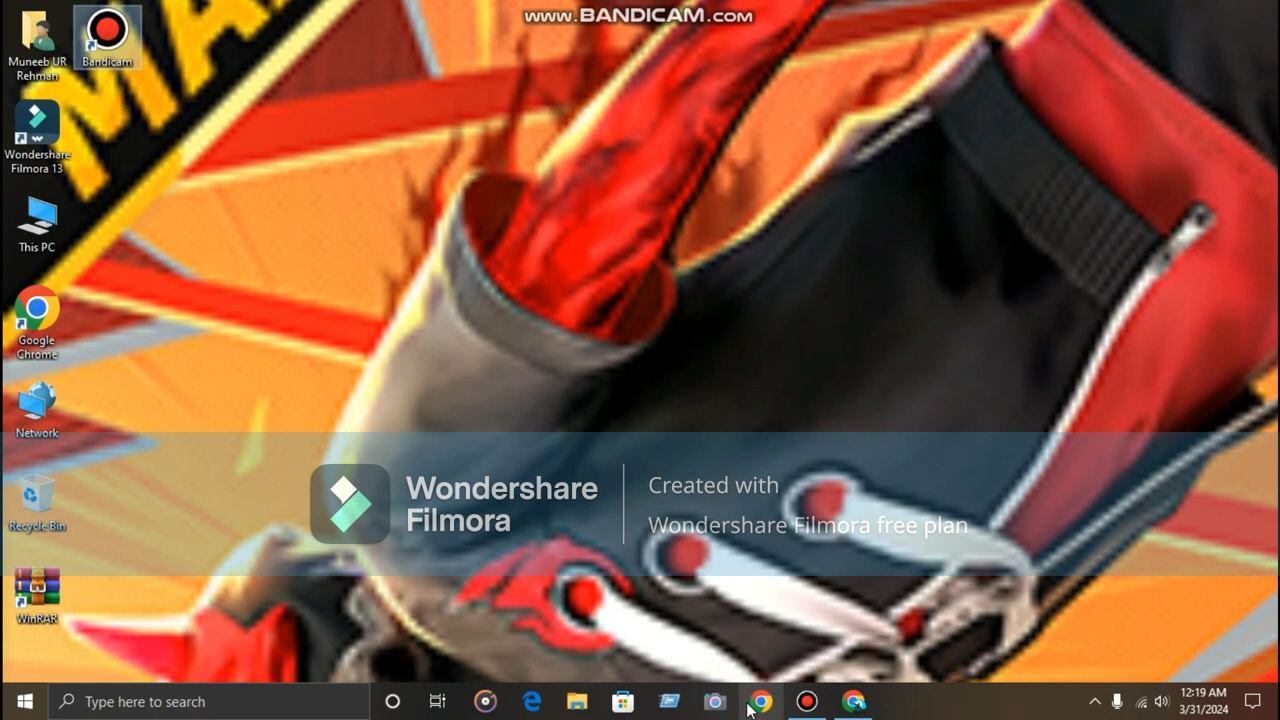 www.BANDICAM.com
MA
Muneeb UR
Rehman
Bandicam
Wondershare
Filmora 13
This PC
Google
Chrome
Network
Recycle Bin
WinRAR
Wondershare
Filmora
Created with
Wondershare Filmora free plan
Type here to search
12:19 AM
3/31/2024